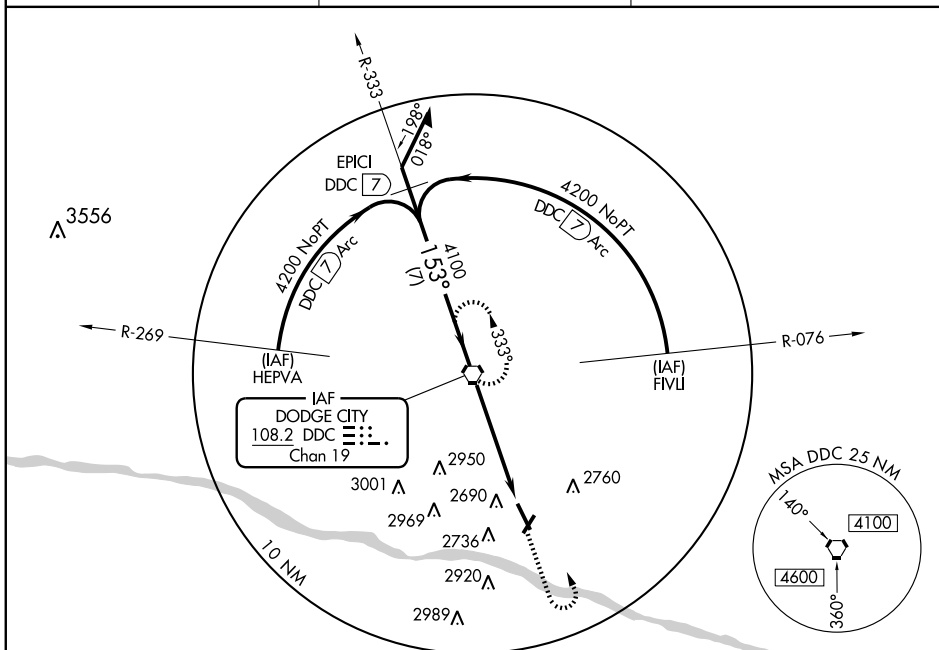 R-333
198°
018°
EPICI
DDC 7
4200 NoPT
DDC 7 Arc
4200 NoPT
DDC 7 Arc
3556
4100
153°
(7)
333°
R-269
R-076
(IAF)
HEPVA
(IAF)
FIVLI
IAF
DODGE CITY
108.2 DDC
Chan 19
2950
3001
2690
2760
2969
2736
2920
2989
10 NM
MSA DDC 25 NM
140°
4100
4600
360°